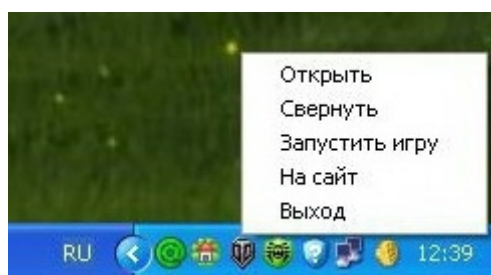 Открыть
Свернуть
Запустить игру
На сайт
Выход
RU 12:39